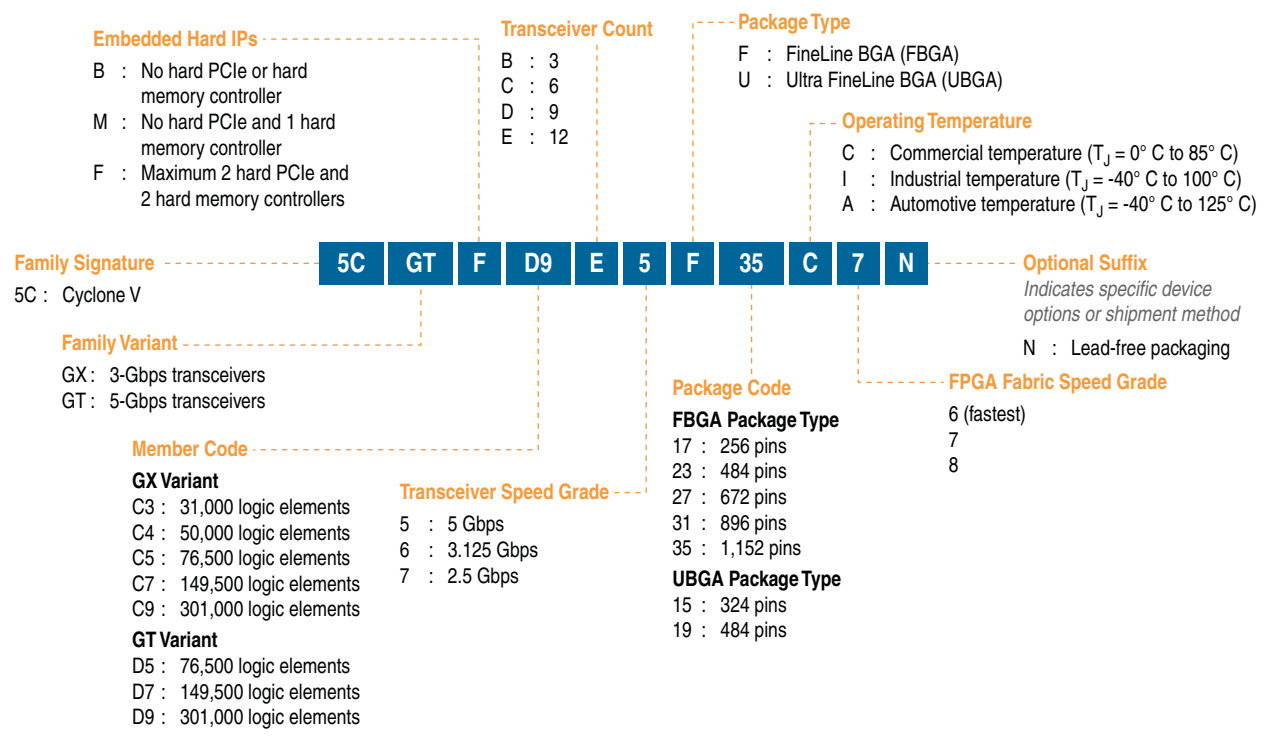 Embedded Hard IPs
B : No hard PCIe or hard
memory controller
M : No hard PCIe and 1 hard
memory controller
F : Maximum 2 hard PCIe and
2 hard memory controllers
Transceiver Count
B : 3
C : 6
D : 9
E : 12
Package Type
F : FineLine BGA (FBGA)
U : Ultra FineLine BGA (UBGA)
Operating Temperature
C : Commercial temperature (TJ = 0° C to 85° C)
I : Industrial temperature (TJ = -40° C to 100° C)
A : Automotive temperature (TJ = -40° C to 125° C)
5C GT F D9 E 5 F 35 C 7 N
Family Signature
5C : Cyclone V
Optional Suffix
Indicates specific device
options or shipment method
N : Lead-free packaging
Family Variant
GX : 3-Gbps transceivers
GT : 5-Gbps transceivers
Member Code
GX Variant
C3 : 31,000 logic elements
C4 : 50,000 logic elements
C5 : 76,500 logic elements
C7 : 149,500 logic elements
C9 : 301,000 logic elements
GT Variant
D5 : 76,500 logic elements
D7 : 149,500 logic elements
D9 : 301,000 logic elements
Transceiver Speed Grade
5 : 5 Gbps
6 : 3.125 Gbps
7 : 2.5 Gbps
Package Code
FBGA Package Type
17 : 256 pins
23 : 484 pins
27 : 672 pins
31 : 896 pins
35 : 1,152 pins
UBGA Package Type
15 : 324 pins
19 : 484 pins
FPGA Fabric Speed Grade
6 (fastest)
7
8